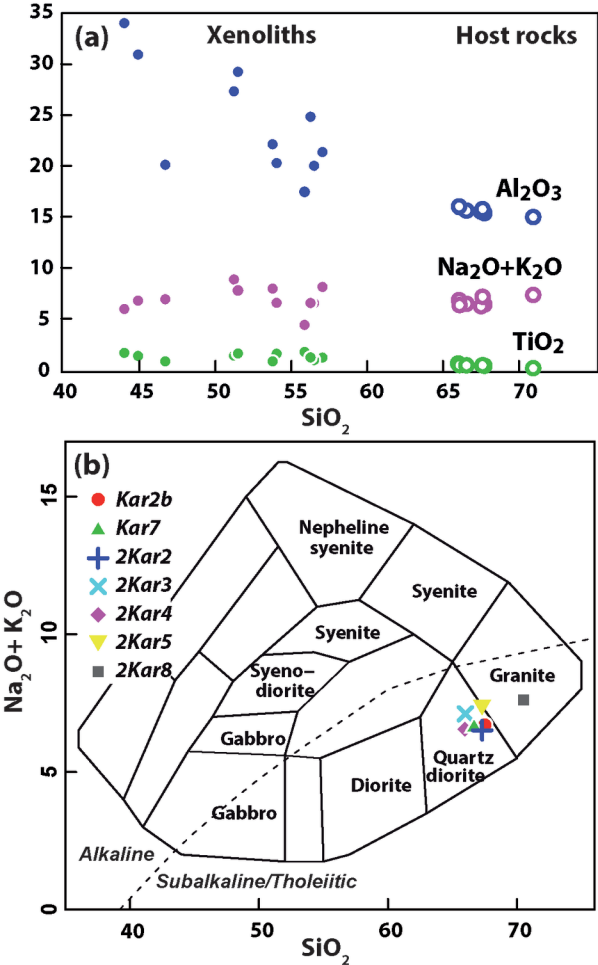 (a) Xenoliths Host rocks
35
30
25
20
15
10
5
0
Al₂O₃
Na₂O+K₂O
TiO₂
40 45 50 55 60 65 70
SiO₂
(b)
Kar2b
Kar7
2Kar2
2Kar3
2Kar4
2Kar5
2Kar8
Nepheline
syenite
Syenite
Syenite
Syeno–
diorite
Granite
Gabbro
Quartz
diorite
Diorite
Gabbro
Alkaline
Subalkaline/Tholeiitic
Na₂O+ K₂O
15
10
5
0
40 50 60 70
SiO₂